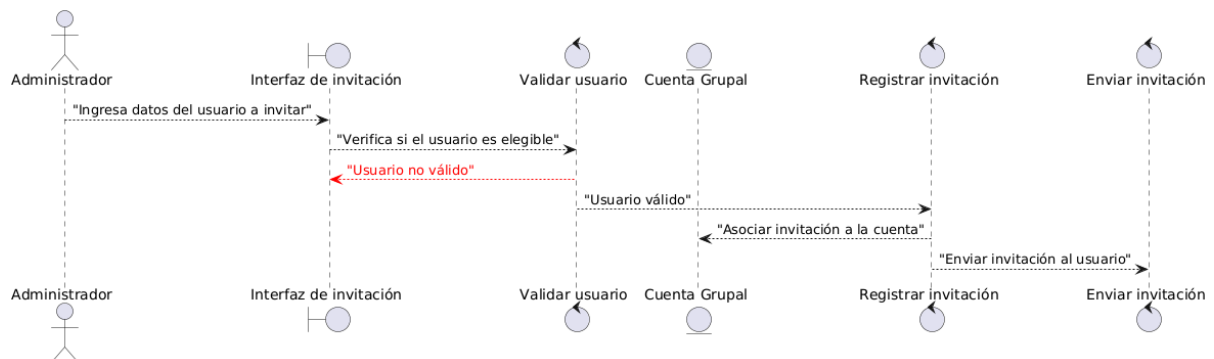 Administrador
Interfaz de invitación
Validar usuario
Cuenta Grupal
Registrar invitación
Enviar invitación
"Ingresa datos del usuario a invitar"
"Verifica si el usuario es elegible"
"Usuario no válido"
"Usuario válido"
"Asociar invitación a la cuenta"
"Enviar invitación al usuario"
Administrador
Interfaz de invitación
Validar usuario
Cuenta Grupal
Registrar invitación
Enviar invitación